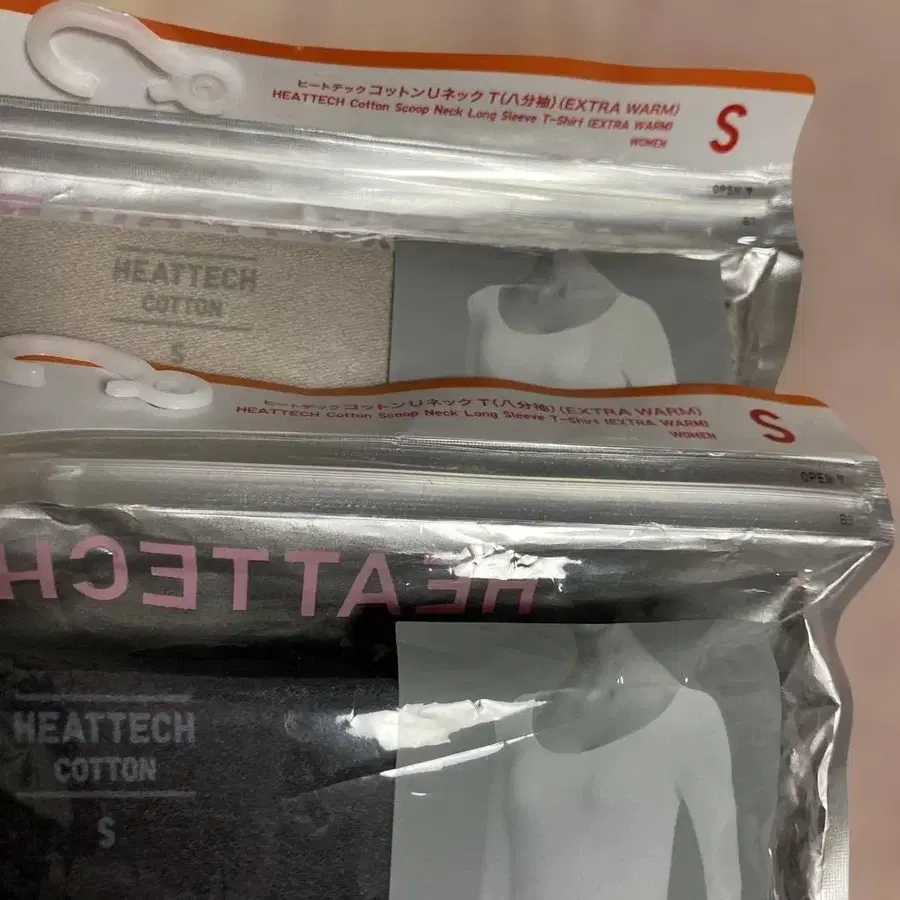 ヒートテックコットンUネックT(八分袖)(EXTRA WARM)
HEATTECH Cotton Scoop Neck Long Sleeve T-Shirt (EXTRA WARM)
WOMEN
S
OPEN ▼
HEATTECH
COTTON
S
ヒートテックコットンUネックT(八分袖)(EXTRA WARM)
HEATTECH Cotton Scoop Neck Long Sleeve T-Shirt (EXTRA WARM)
WOMEN
S
OPEN ▼
HEATTECH
HEATTECH
COTTON
S